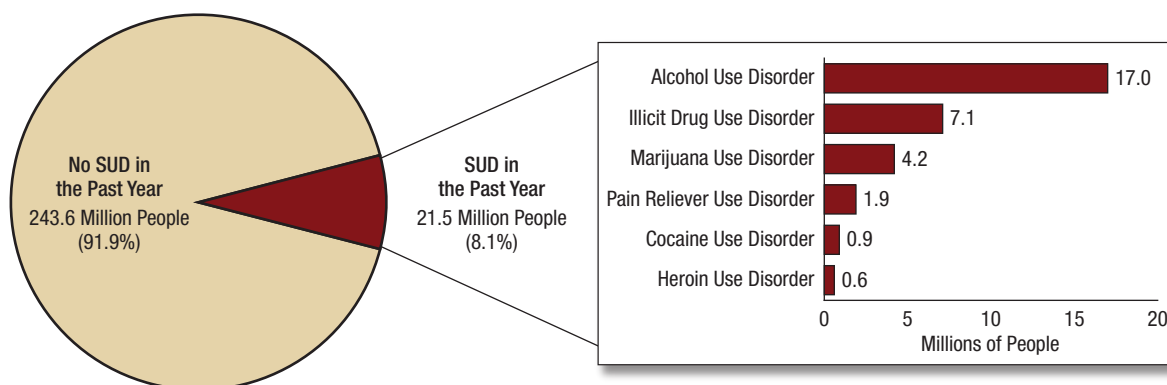 No SUD in
the Past Year
243.6 Million People
(91.9%)
SUD in
the Past Year
21.5 Million People
(8.1%)
Alcohol Use Disorder 17.0
Illicit Drug Use Disorder 7.1
Marijuana Use Disorder 4.2
Pain Reliever Use Disorder 1.9
Cocaine Use Disorder 0.9
Heroin Use Disorder 0.6
0 5 10 15 20
Millions of People